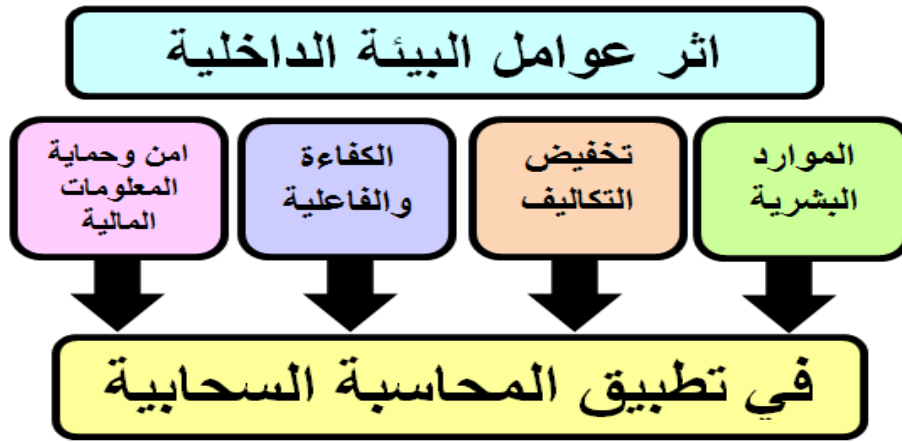 اثر عوامل البيئة الداخلية
الموارد
البشرية
تخفيض
التكاليف
الكفاءة
والفاعلية
امن وحماية
المعلومات
المالية
في تطبيق المحاسبة السحابية